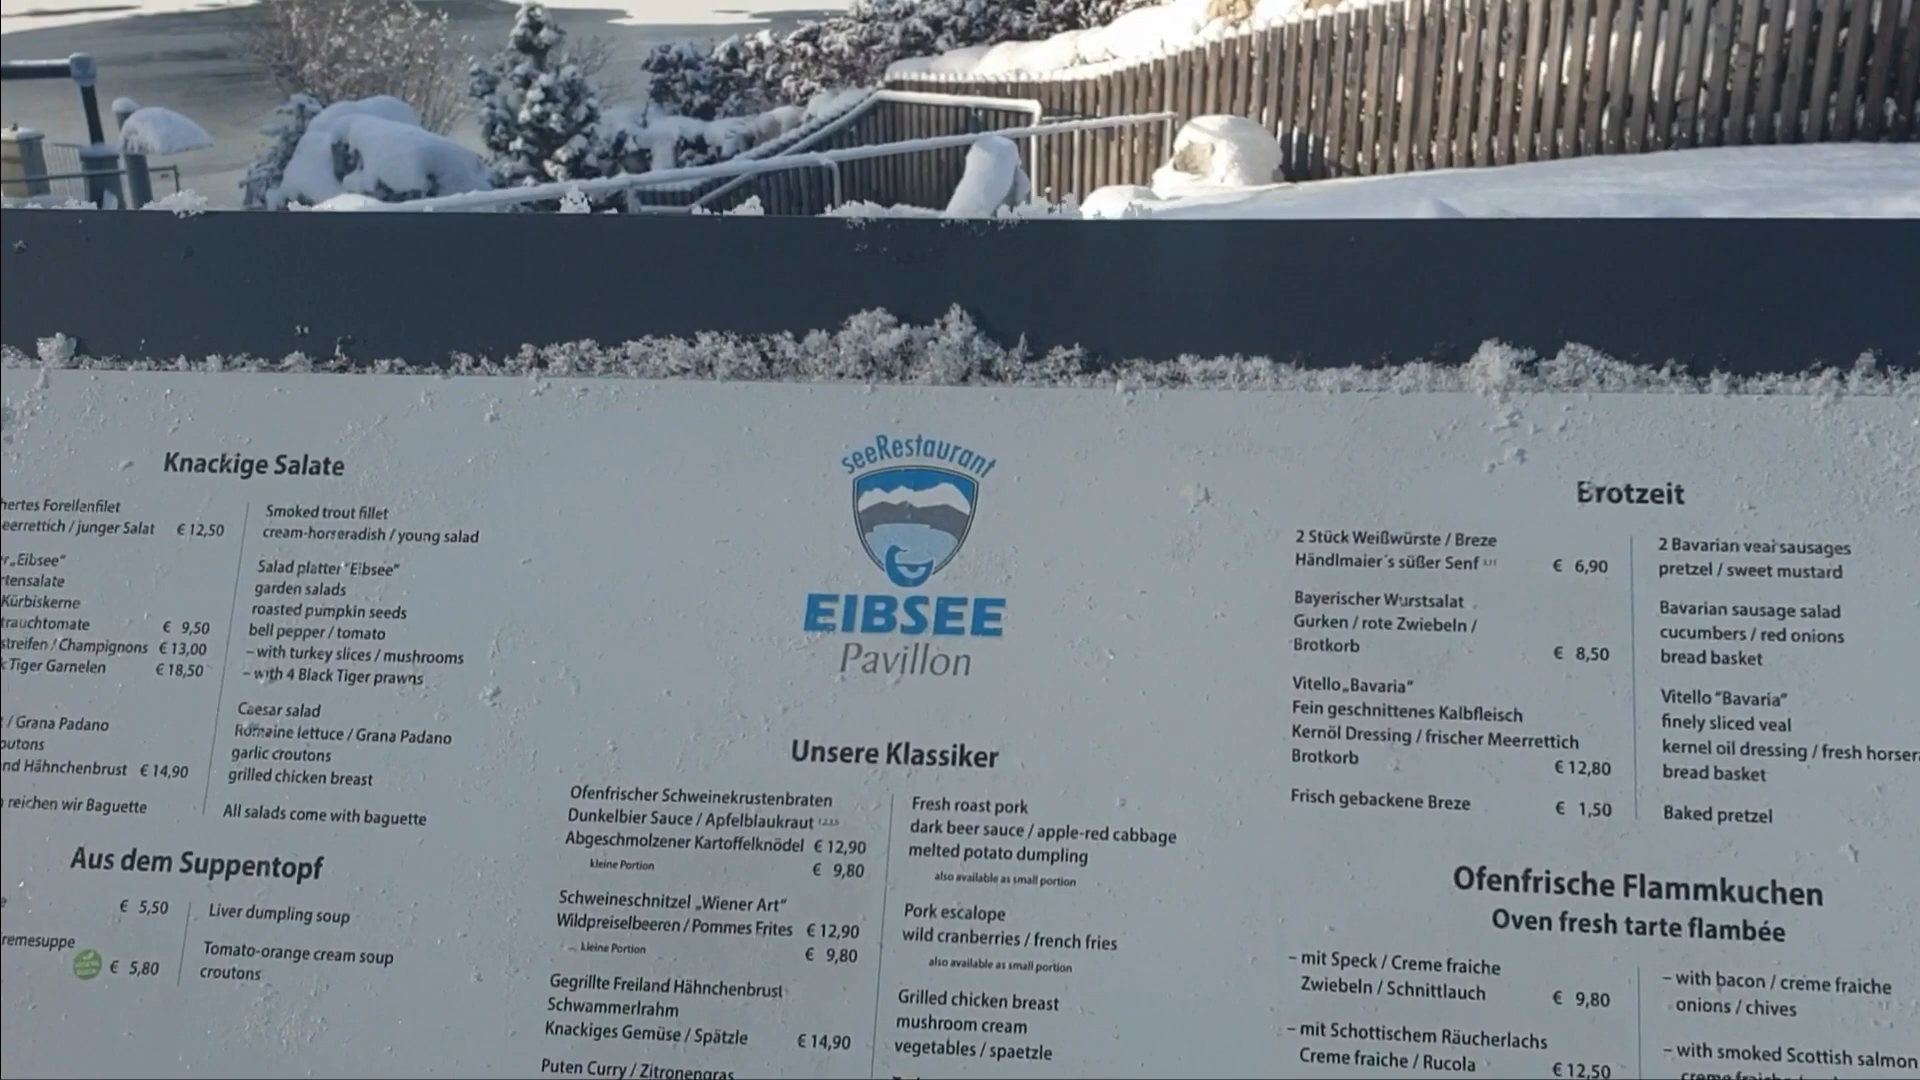 seeRestaurant
EIBSEE
Pavillon
Knackige Salate
hertes Forellenfilet
eerrettich / junger Salat € 12,50
r „Eibsee“
tensalate
Kürbiskerne
trauchtomate € 9,50
streifen / Champignons € 13,00
k Tiger Garnelen € 18,50
/ Grana Padano
outons
nd Hähnchenbrust € 14,90
reichen wir Baguette
Smoked trout fillet
cream-horseradish / young salad
Salad platter "Eibsee"
garden salads
roasted pumpkin seeds
bell pepper / tomato
– with turkey slices / mushrooms
– with 4 Black Tiger prawns
Caesar salad
Romaine lettuce / Grana Padano
garlic croutons
grilled chicken breast
All salads come with baguette
Aus dem Suppentopf
€ 5,50
remesuppe
€ 5,80
Liver dumpling soup
Tomato-orange cream soup
croutons
Unsere Klassiker
Ofenfrischer Schweinekrustenbraten
Dunkelbier Sauce / Apfelblaukraut
Abgeschmolzener Kartoffelknödel € 12,90
kleine Portion € 9,80
Schweineschnitzel „Wiener Art“
Wildpreiselbeeren / Pommes Frites € 12,90
kleine Portion € 9,80
Gegrillte Freiland Hähnchenbrust
Schwammerlrahm
Knackiges Gemüse / Spätzle € 14,90
Puten Curry / Zitronengras
Fresh roast pork
dark beer sauce / apple-red cabbage
melted potato dumpling
also available as small portion
Pork escalope
wild cranberries / french fries
also available as small portion
Grilled chicken breast
mushroom cream
vegetables / spaetzle
Brotzeit
2 Stück Weißwürste / Breze
Händlmaier´s süßer Senf € 6,90
Bayerischer Wurstsalat
Gurken / rote Zwiebeln /
Brotkorb € 8,50
Vitello „Bavaria“
Fein geschnittenes Kalbfleisch
Kernöl Dressing / frischer Meerrettich
Brotkorb € 12,80
Frisch gebackene Breze € 1,50
2 Bavarian veal sausages
pretzel / sweet mustard
Bavarian sausage salad
cucumbers / red onions
bread basket
Vitello "Bavaria"
finely sliced veal
kernel oil dressing / fresh horser
bread basket
Baked pretzel
Ofenfrische Flammkuchen
Oven fresh tarte flambée
– mit Speck / Creme fraiche
Zwiebeln / Schnittlauch € 9,80
– mit Schottischem Räucherlachs
Creme fraiche / Rucola € 12,50
– with bacon / creme fraiche
onions / chives
– with smoked Scottish salmon